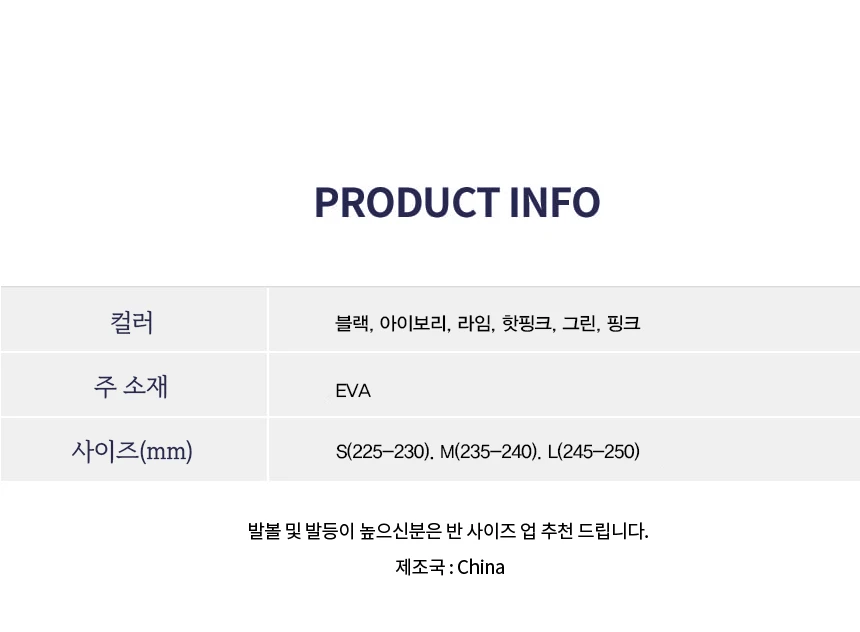 PRODUCT INFO
컬러 블랙, 아이보리, 라임, 핫핑크, 그린, 핑크
주 소재 EVA
사이즈(mm) S(225-230). M(235-240). L(245-250)
발볼 및 발등이 높으신분은 반 사이즈 업 추천 드립니다.
제조국 : China